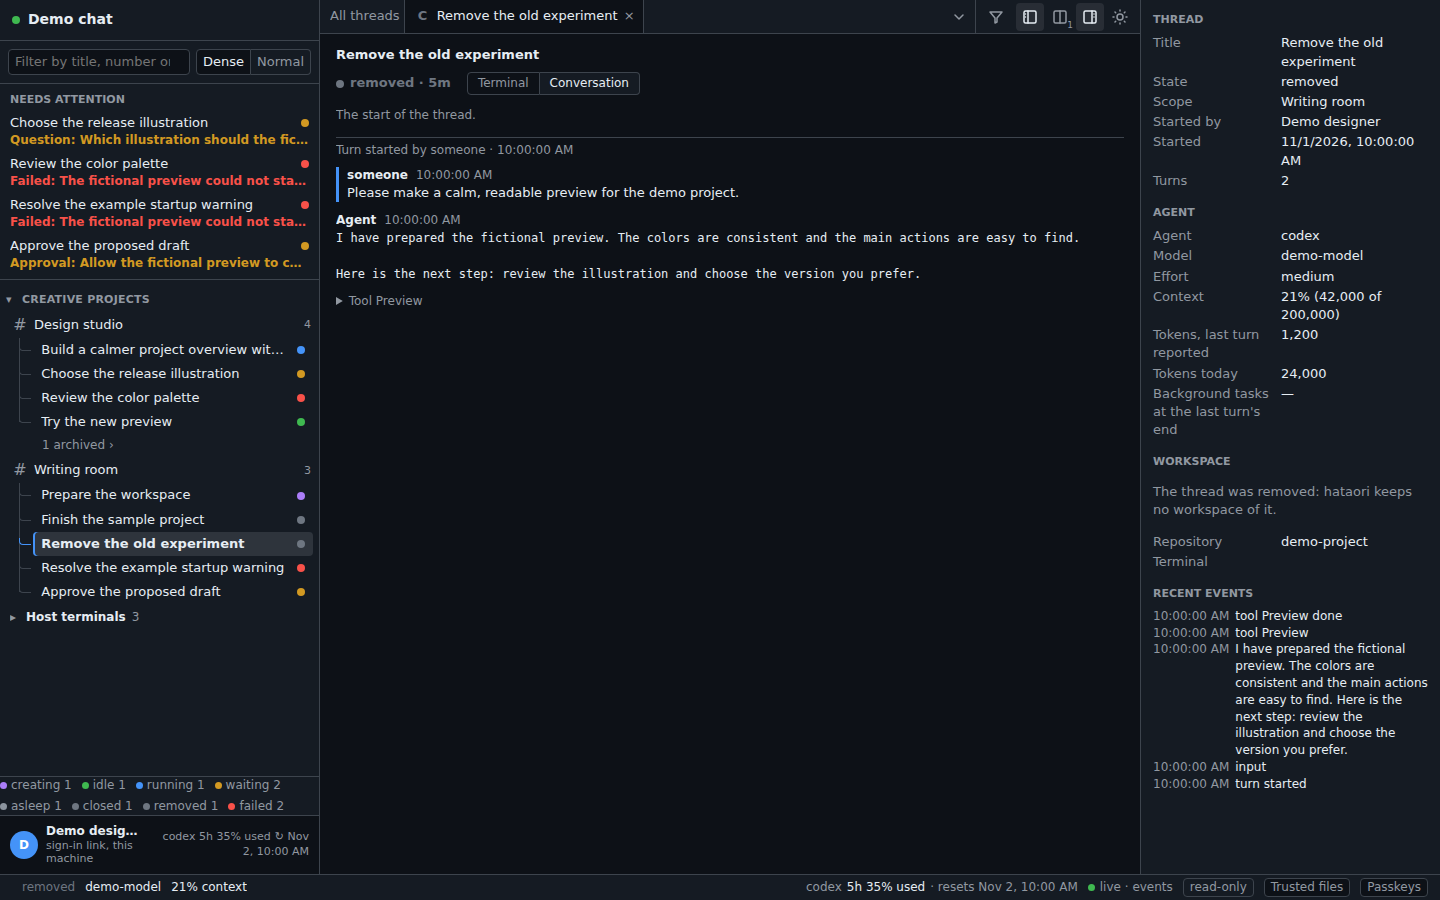 Demo chat
Filter by title, number or
Dense
Normal
NEEDS ATTENTION
Choose the release illustration
Question: Which illustration should the fic…
Review the color palette
Failed: The fictional preview could not sta…
Resolve the example startup warning
Failed: The fictional preview could not sta…
Approve the proposed draft
Approval: Allow the fictional preview to c…
▾ CREATIVE PROJECTS
# Design studio 4
Build a calmer project overview wit…
Choose the release illustration
Review the color palette
Try the new preview
1 archived ›
# Writing room 3
Prepare the workspace
Finish the sample project
Remove the old experiment
Resolve the example startup warning
Approve the proposed draft
▸ Host terminals 3
creating 1 idle 1 running 1 waiting 2
asleep 1 closed 1 removed 1 failed 2
D
Demo desig…
sign-in link, this
machine
codex 5h 35% used ↻ Nov
2, 10:00 AM
All threads
C Remove the old experiment ×
1
Remove the old experiment
removed · 5m
Terminal
Conversation
The start of the thread.
Turn started by someone · 10:00:00 AM
someone 10:00:00 AM
Please make a calm, readable preview for the demo project.
Agent 10:00:00 AM
I have prepared the fictional preview. The colors are consistent and the main actions are easy to find.
Here is the next step: review the illustration and choose the version you prefer.
▶ Tool Preview
THREAD
Title Remove the old
experiment
State removed
Scope Writing room
Started by Demo designer
Started 11/1/2026, 10:00:00
AM
Turns 2
AGENT
Agent codex
Model demo-model
Effort medium
Context 21% (42,000 of
200,000)
Tokens, last turn 1,200
reported
Tokens today 24,000
Background tasks —
at the last turn's
end
WORKSPACE
The thread was removed: hataori keeps
no workspace of it.
Repository demo-project
Terminal
RECENT EVENTS
10:00:00 AM tool Preview done
10:00:00 AM tool Preview
10:00:00 AM I have prepared the fictional
preview. The colors are
consistent and the main actions
are easy to find. Here is the
next step: review the
illustration and choose the
version you prefer.
10:00:00 AM input
10:00:00 AM turn started
removed demo-model 21% context
codex 5h 35% used · resets Nov 2, 10:00 AM
live · events
read-only
Trusted files
Passkeys